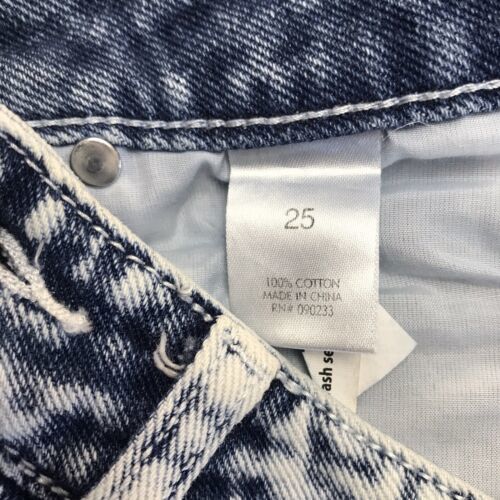 25
100% COTTON
MADE IN CHINA
RN# 090233
ash se